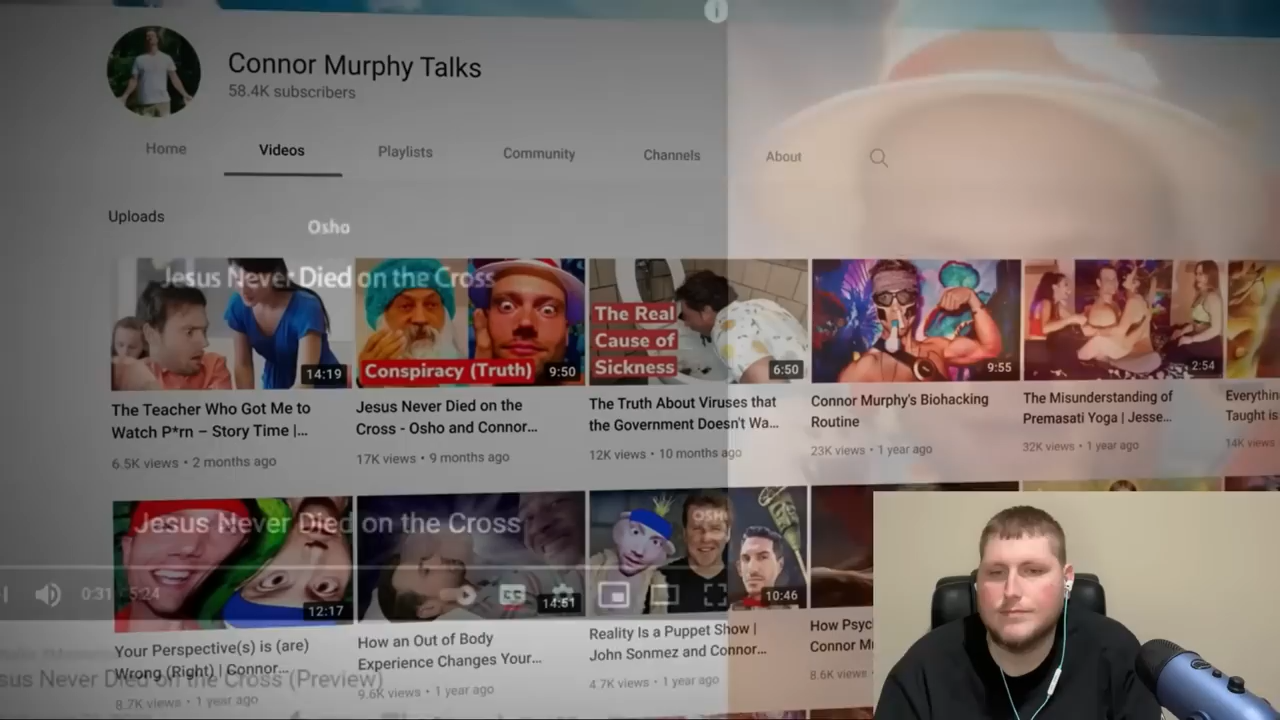 Connor Murphy Talks
58.4K subscribers
Home Videos Playlists Community Channels About
Uploads
Osho
Jesus Never Died on the Cross
Conspiracy (Truth)
The Real
Cause of
Sickness
14:19 9:50 6:50 9:55 2:54
The Teacher Who Got Me to
Watch P*rn – Story Time |...
6.5K views • 2 months ago
Jesus Never Died on the
Cross - Osho and Connor...
17K views • 9 months ago
The Truth About Viruses that
the Government Doesn't Wa...
12K views • 10 months ago
Connor Murphy's Biohacking
Routine
23K views • 1 year ago
The Misunderstanding of
Premasati Yoga | Jesse...
32K views • 1 year ago
Everythin
Taught is
14K views
Jesus Never Died on the Cross
OSH
0:31 5:24
12:17 14:51 10:46
Your Perspective(s) is (are)
Wrong (Right) | Connor...
8.7K views • 1 year ago
How an Out of Body
Experience Changes Your...
9.6K views • 1 year ago
Reality Is a Puppet Show |
John Sonmez and Connor...
4.7K views • 1 year ago
How Psyc
Connor M
8.6K views
sus Never Died on the Cross (Preview)